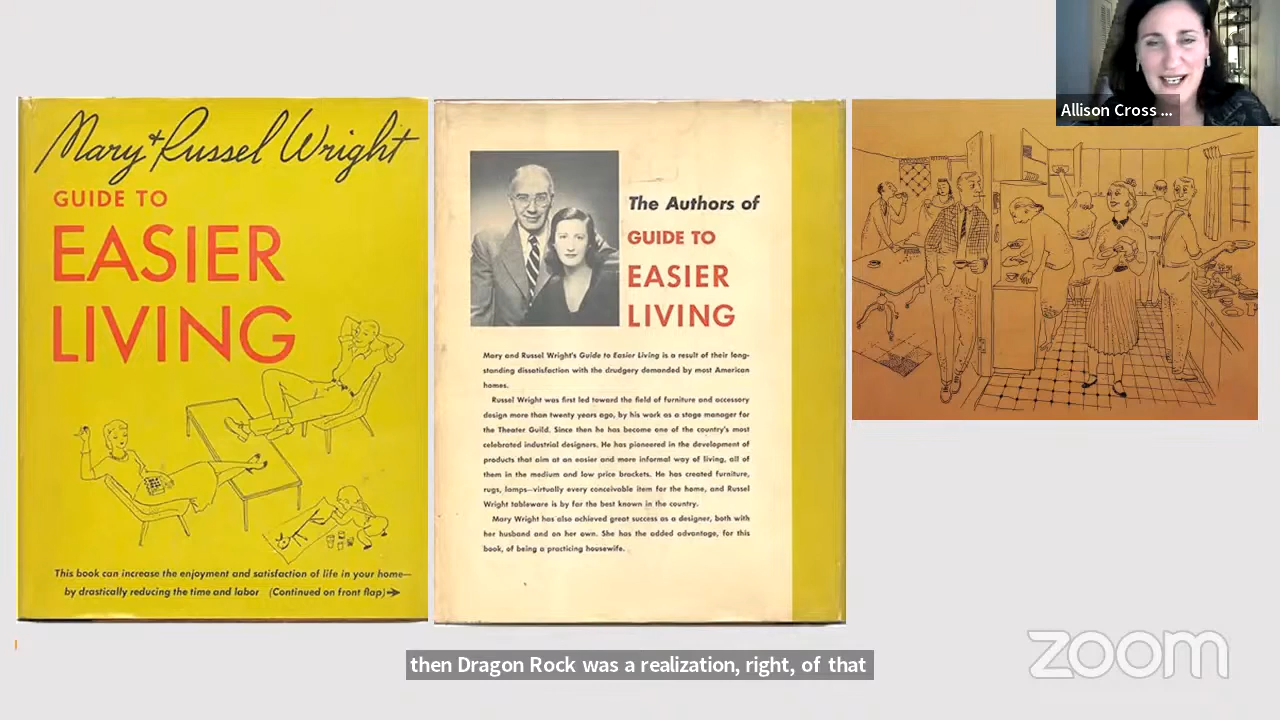 Allison Cross ...
Mary + Russel Wright
GUIDE TO
EASIER
LIVING
This book can increase the enjoyment and satisfaction of life in your home—
by drastically reducing the time and labor (Continued on front flap)→
The Authors of
GUIDE TO
EASIER
LIVING
Mary and Russel Wright's Guide to Easier Living is a result of their long-
standing dissatisfaction with the drudgery demanded by most American
homes.
Russel Wright was first led toward the field of furniture and accessory
design more than twenty years ago, by his work as a stage manager for
the Theater Guild. Since then he has become one of the country's most
celebrated industrial designers. He has pioneered in the development of
products that aim at an easier and more informal way of living, all of
them in the medium and low price brackets. He has created furniture,
rugs, lamps—virtually every conceivable item for the home, and Russel
Wright tableware is by far the best known in the country.
Mary Wright has also achieved great success as a designer, both with
her husband and on her own. She has the added advantage, for this
book, of being a practicing housewife.
then Dragon Rock was a realization, right, of that
zoom